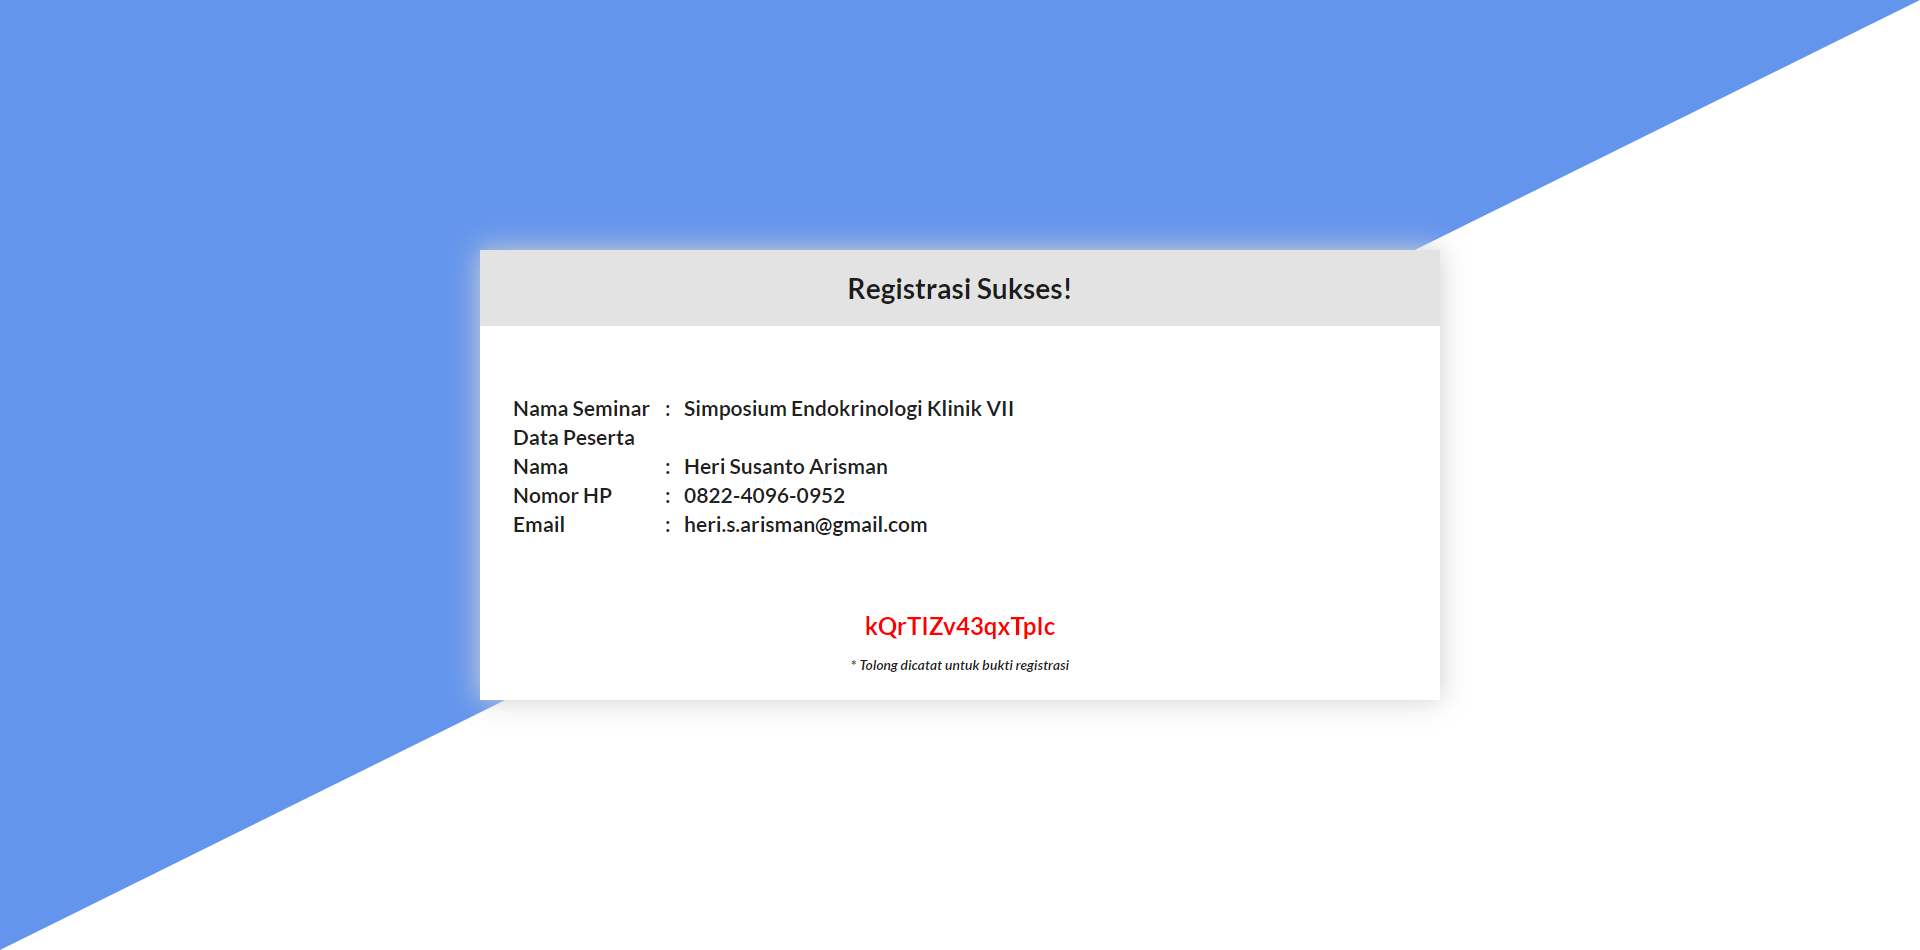 Registrasi Sukses!
Nama Seminar : Simposium Endokrinologi Klinik VII
Data Peserta
Nama : Heri Susanto Arisman
Nomor HP : 0822-4096-0952
Email : heri.s.arisman@gmail.com
kQrTIZv43qxTpIc
* Tolong dicatat untuk bukti registrasi